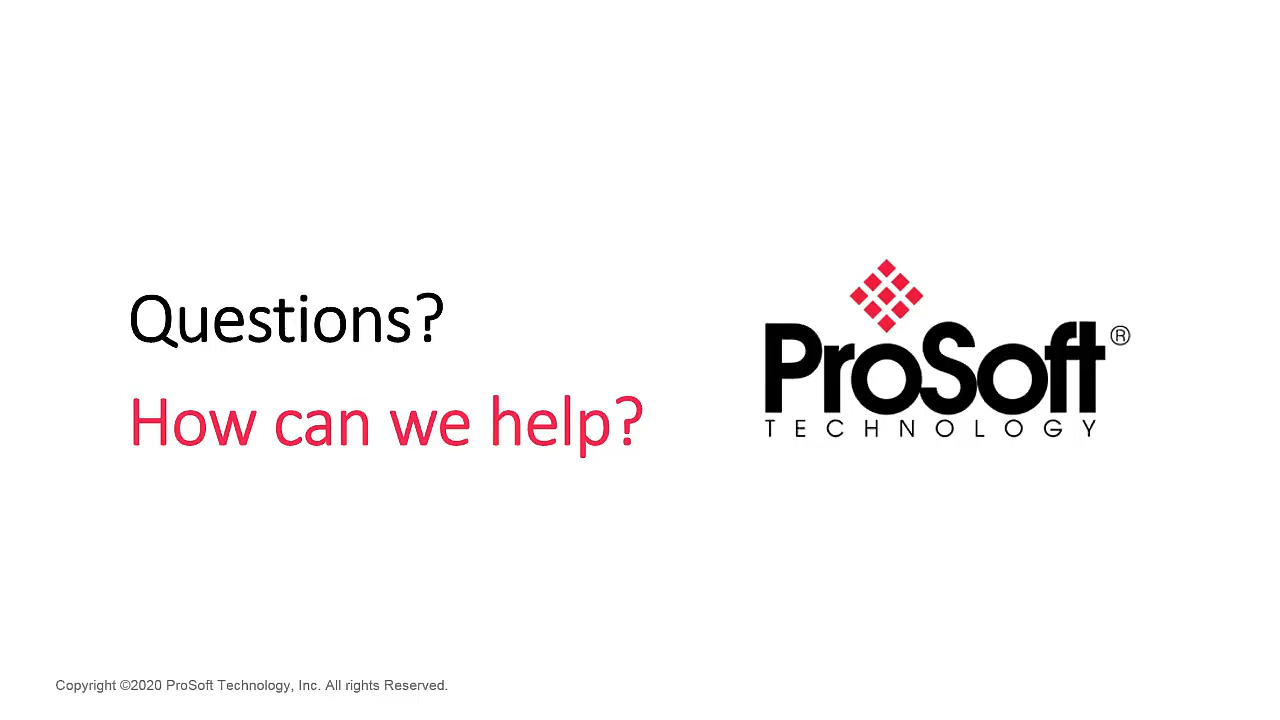 Questions?
How can we help?
ProSoft®
TECHNOLOGY
Copyright ©2020 ProSoft Technology, Inc. All rights Reserved.